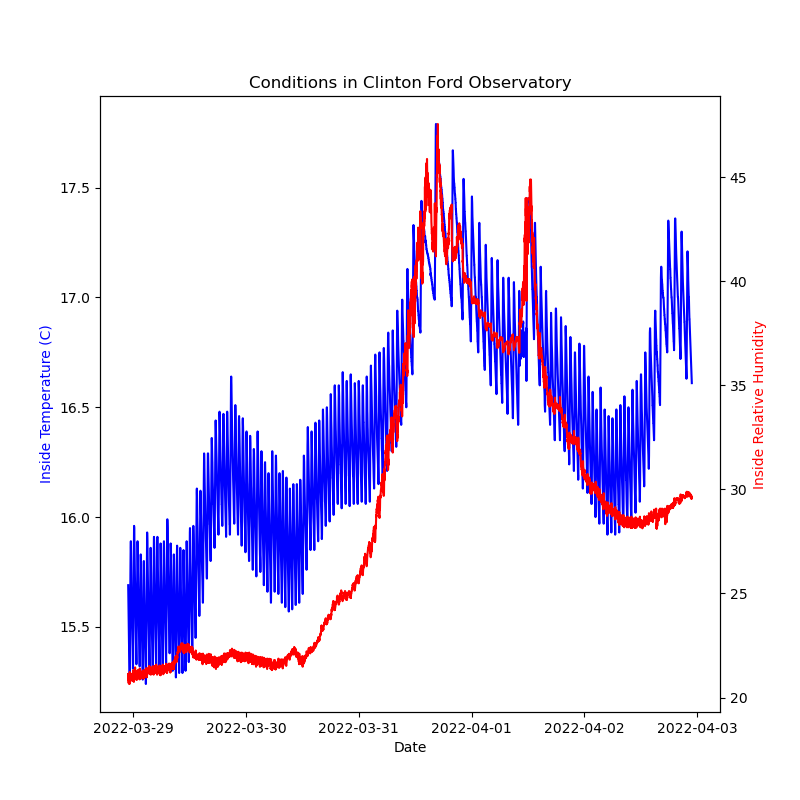 Conditions in Clinton Ford Observatory
Inside Temperature (C)
17.5
17.0
16.5
16.0
15.5
45
40
35
30
25
20
Inside Relative Humidity
2022-03-29 2022-03-30 2022-03-31 2022-04-01 2022-04-02 2022-04-03
Date